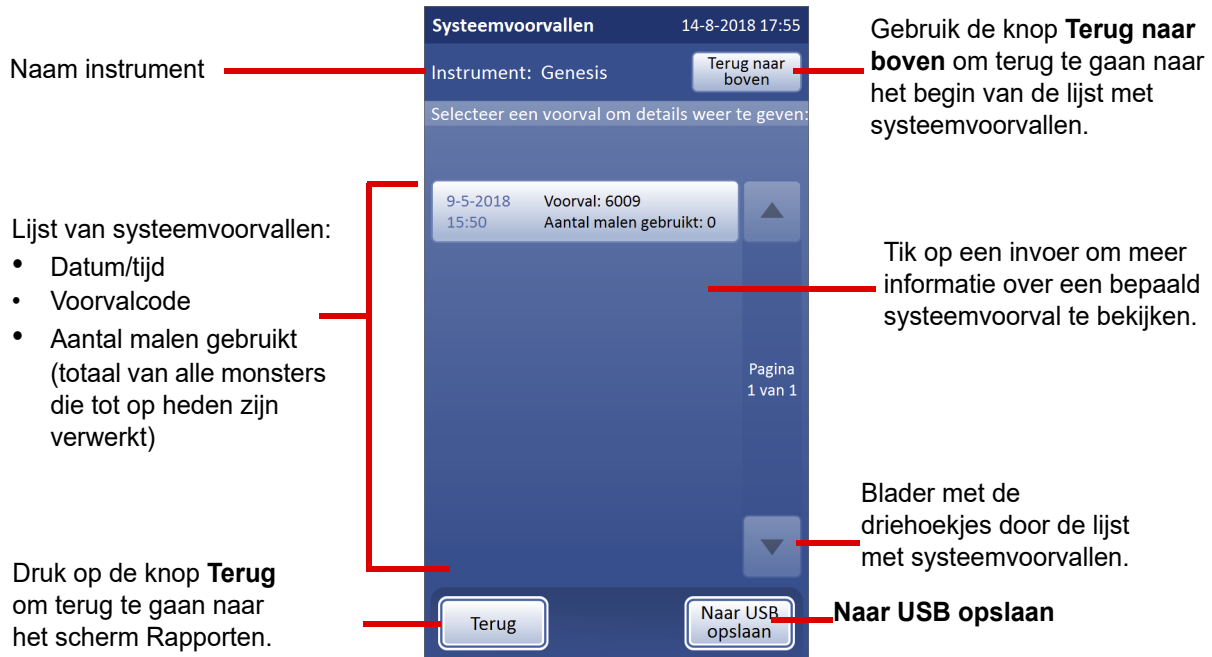 Naam instrument
Lijst van systeemvoorvallen:
• Datum/tijd
• Voorvalcode
• Aantal malen gebruikt
(totaal van alle monsters
die tot op heden zijn
verwerkt)
Druk op de knop Terug
om terug te gaan naar
het scherm Rapporten.
Systeemvoorvallen 14-8-2018 17:55
Instrument: Genesis
Terug naar
boven
Selecteer een voorval om details weer te geven:
9-5-2018 Voorval: 6009
15:50 Aantal malen gebruikt: 0
Pagina
1 van 1
Terug
Naar USB
opslaan
Gebruik de knop Terug naar
boven om terug te gaan naar
het begin van de lijst met
systeemvoorvallen.
Tik op een invoer om meer
informatie over een bepaald
systeemvoorval te bekijken.
Blader met de
driehoekjes door de lijst
met systeemvoorvallen.
Naar USB opslaan